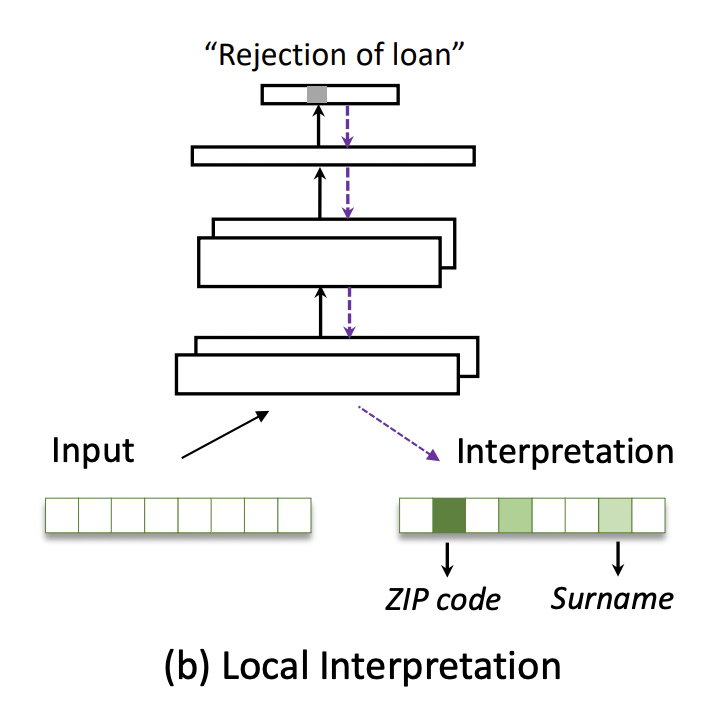 “Rejection of loan”
Input
Interpretation
ZIP code
Surname
(b) Local Interpretation